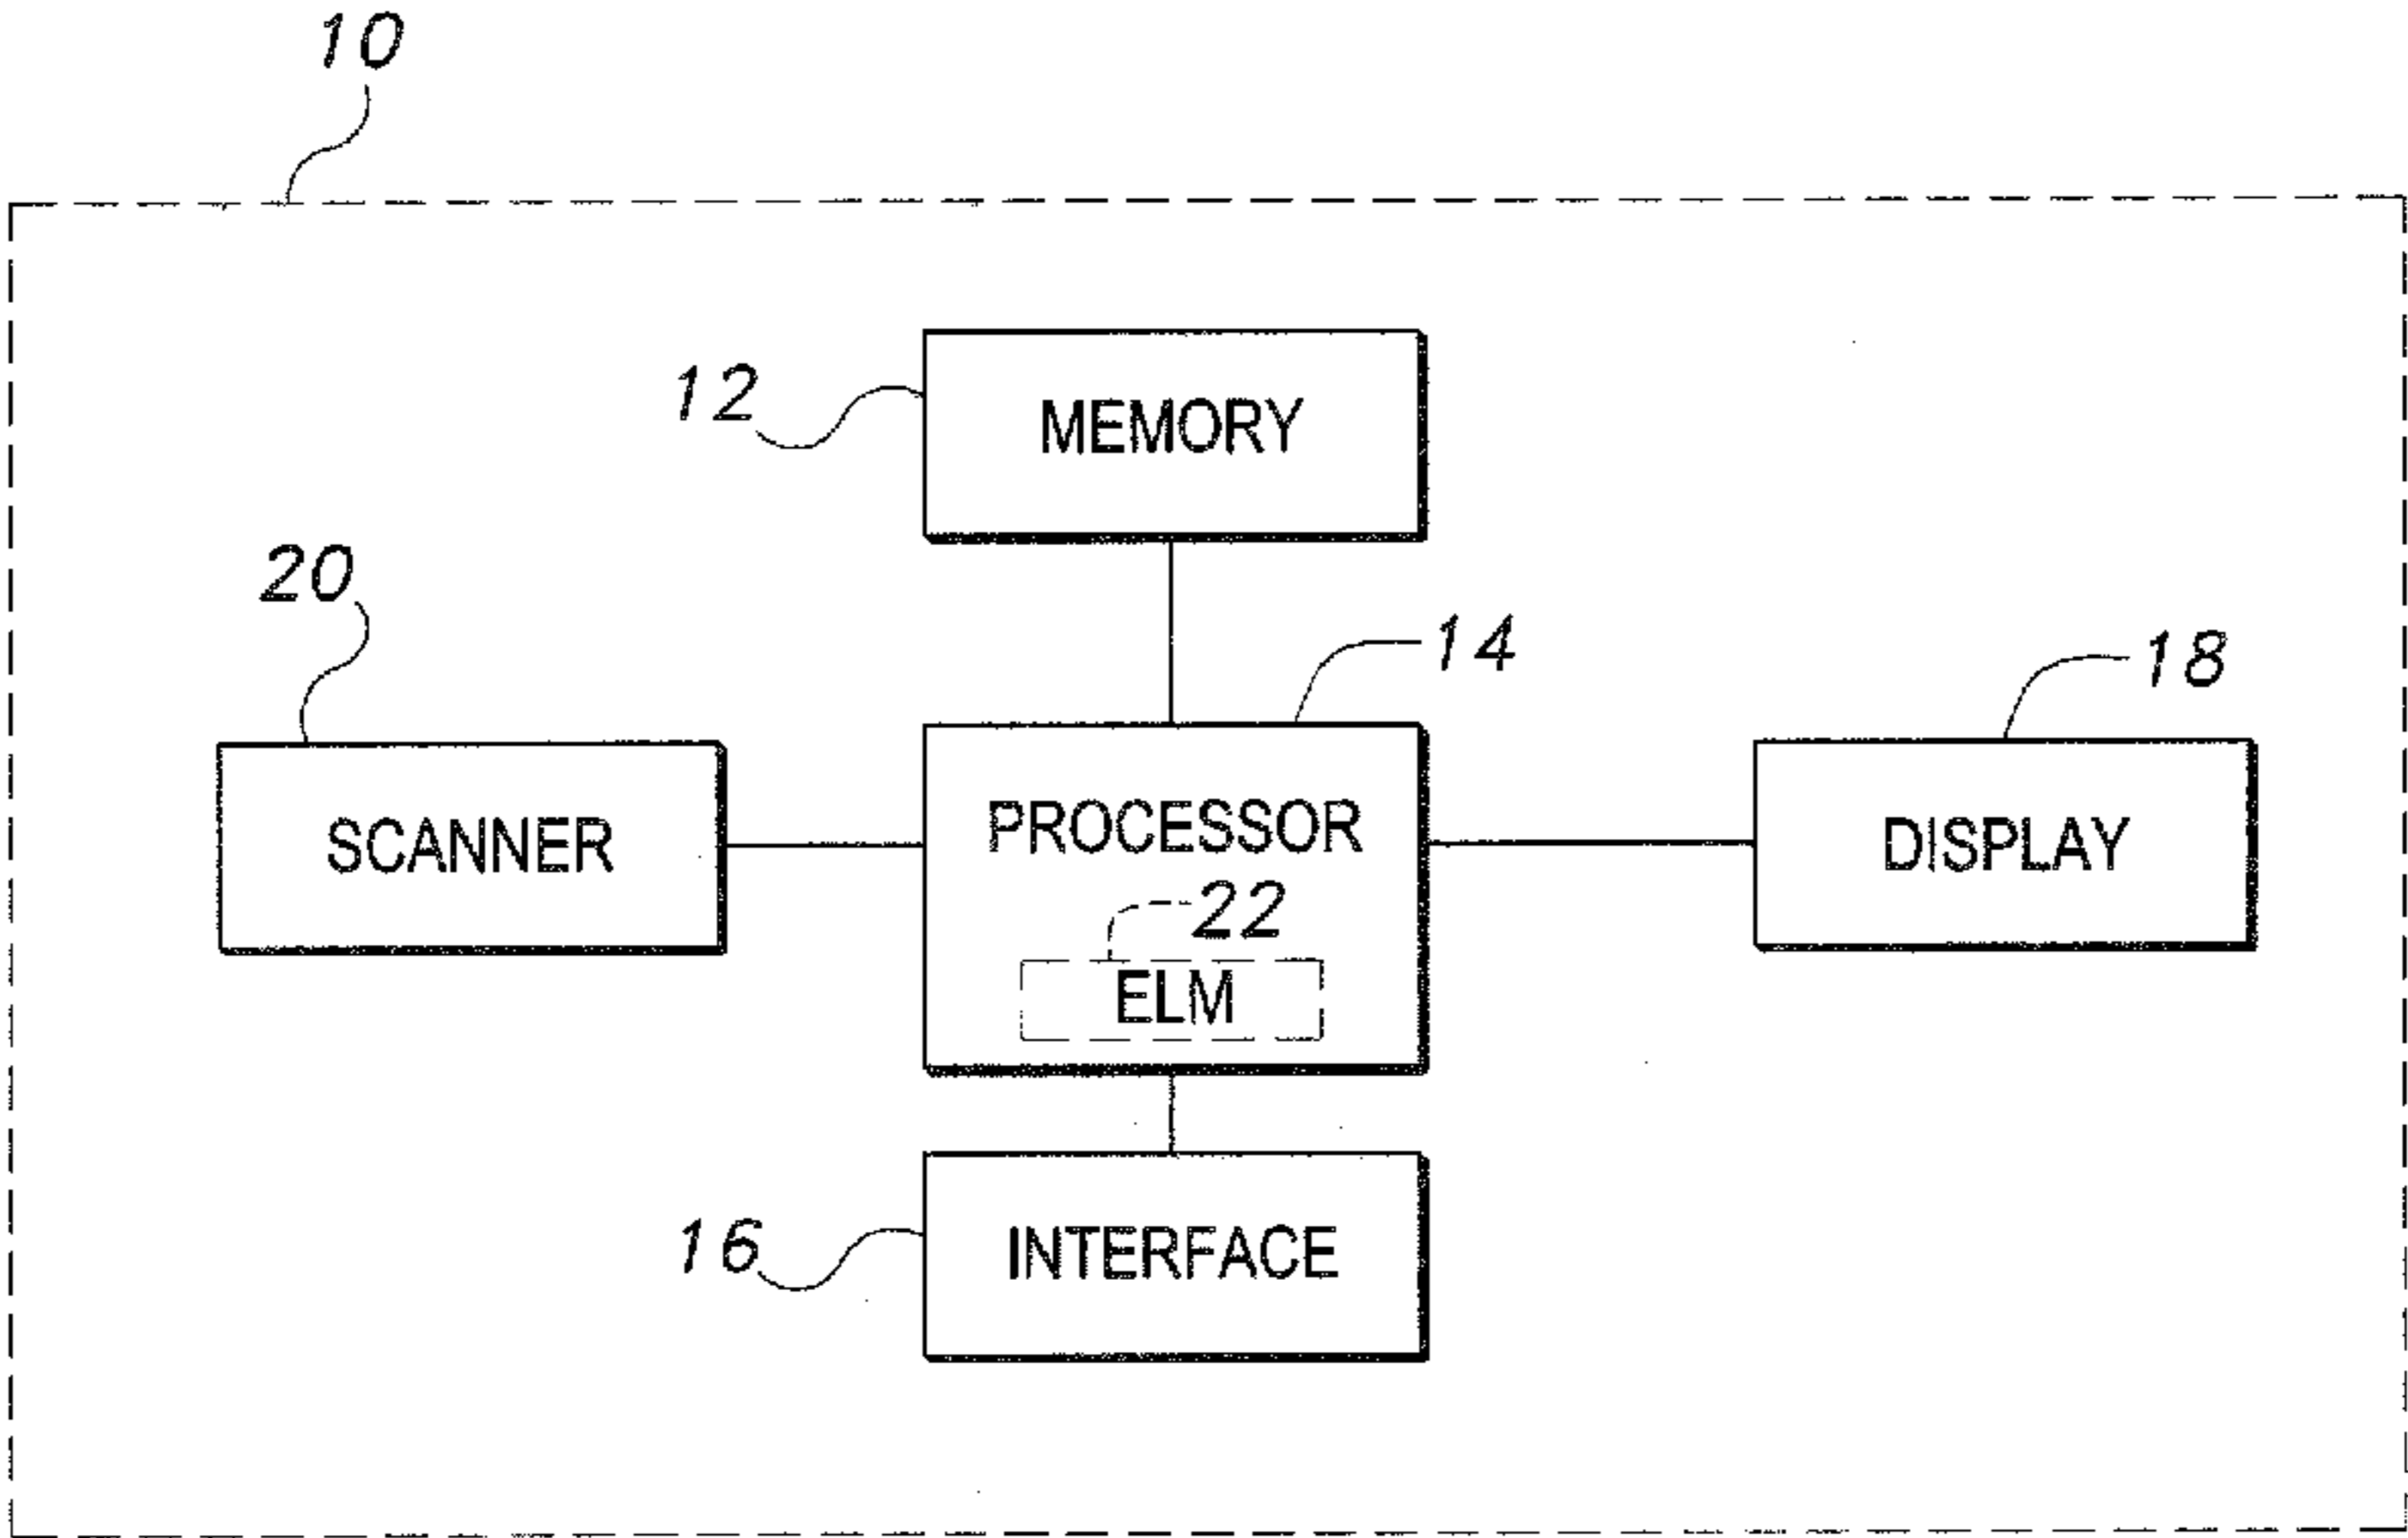 10
12
MEMORY
20
14
18
SCANNER
PROCESSOR
DISPLAY
22
ELM
16
INTERFACE